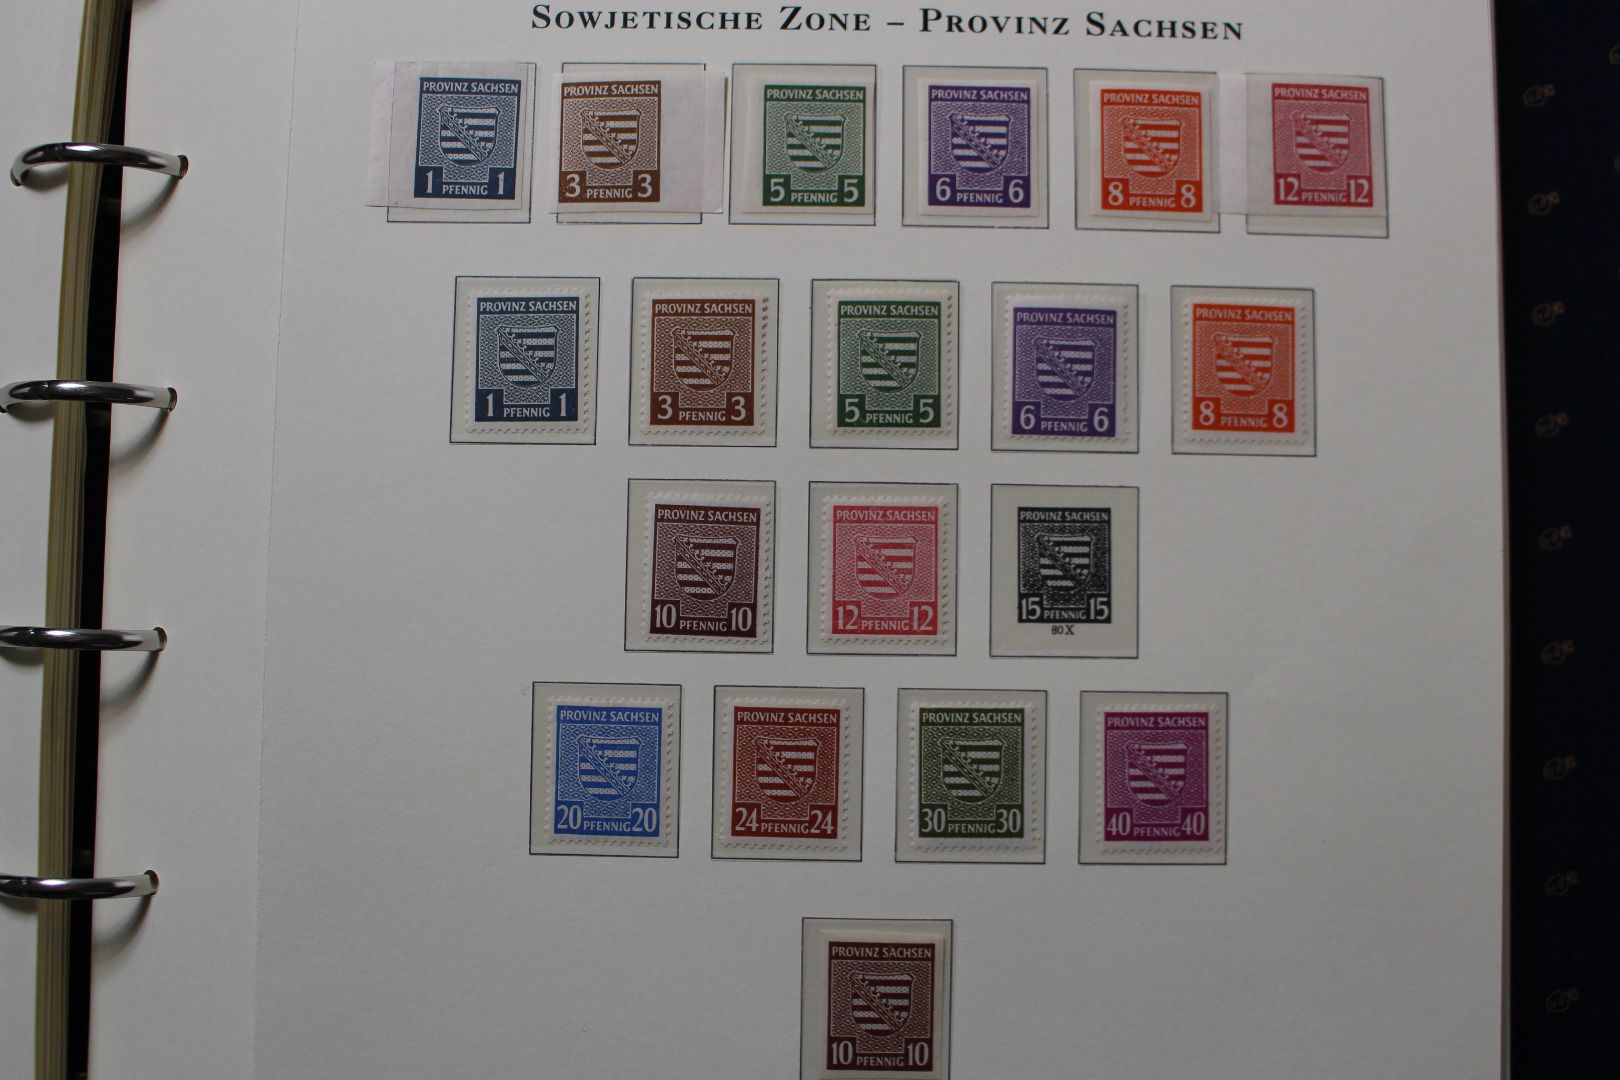 SOWJETISCHE ZONE – PROVINZ SACHSEN
PROVINZ SACHSEN
1 PFENNIG 1
PROVINZ SACHSEN
3 PFENNIG 3
PROVINZ SACHSEN
5 PFENNIG 5
PROVINZ SACHSEN
6 PFENNIG 6
PROVINZ SACHSEN
8 PFENNIG 8
PROVINZ SACHSEN
12 PFENNIG 12
PROVINZ SACHSEN
1 PFENNIG 1
PROVINZ SACHSEN
3 PFENNIG 3
PROVINZ SACHSEN
5 PFENNIG 5
PROVINZ SACHSEN
6 PFENNIG 6
PROVINZ SACHSEN
8 PFENNIG 8
PROVINZ SACHSEN
10 PFENNIG 10
PROVINZ SACHSEN
12 PFENNIG 12
PROVINZ SACHSEN
15 PFENNIG 15
80 X
PROVINZ SACHSEN
20 PFENNIG 20
PROVINZ SACHSEN
24 PFENNIG 24
PROVINZ SACHSEN
30 PFENNIG 30
PROVINZ SACHSEN
40 PFENNIG 40
PROVINZ SACHSEN
10 PFENNIG 10